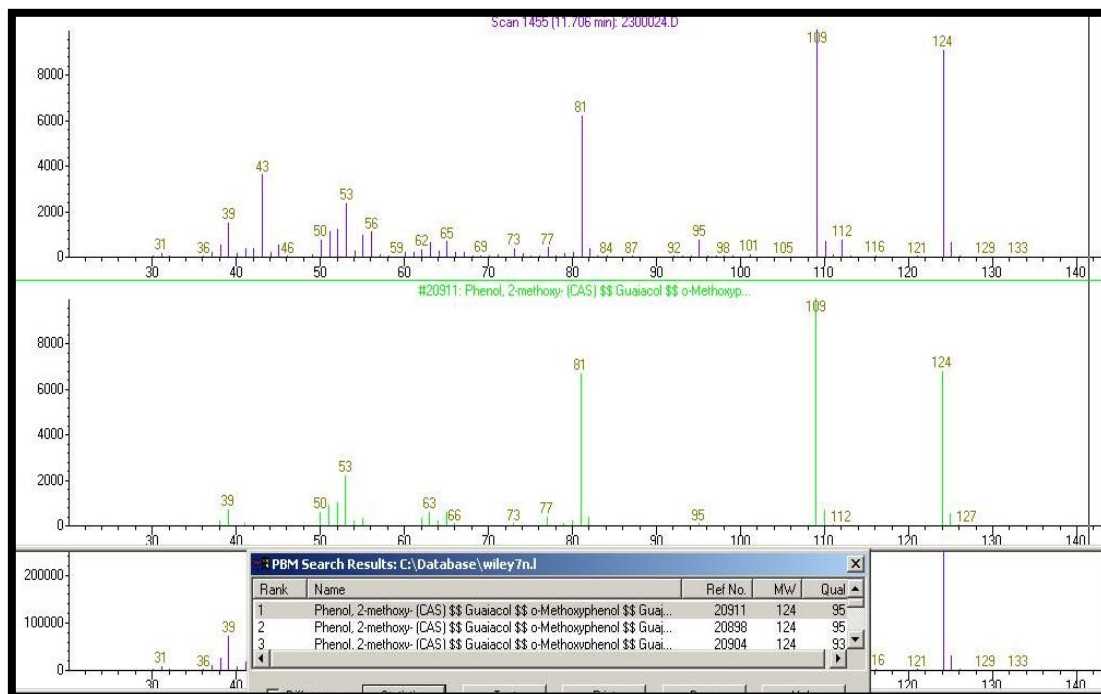 Scan 1455 (11.706 min): 2300024.D
109
124
8000
81
6000
4000
43
53
2000
39
50 56 62 65 73 77 95 112
31 36 46 59 69 84 87 92 98 101 105 116 121 129 133
0
30 40 50 60 70 80 90 100 110 120 130 140
#20911: Phenol, 2-methoxy- (CAS) $$ Guaiacol $$ o-Methoxyp...
109
8000
81 124
6000
4000
53
2000
39 50 63 77
66 73 95 112 127
0
30 40 50 60 70 80 90 100 110 120 130 140
PBM Search Results: C:\Database\wiley7n.l
Rank Name Ref No. MW Qual
1 Phenol, 2-methoxy- (CAS) $$ Guaiacol $$ o-Methoxyphenol $$ Guaj... 20911 124 95
2 Phenol, 2-methoxy- (CAS) $$ Guaiacol $$ o-Methoxyphenol $$ Guaj... 20898 124 95
3 Phenol, 2-methoxy- (CAS) $$ Guaiacol $$ o-Methoxyphenol $$ Guaj... 20904 124 93
200000
100000
39
31 36 16 121 129 133
0
30 40 120 130 140